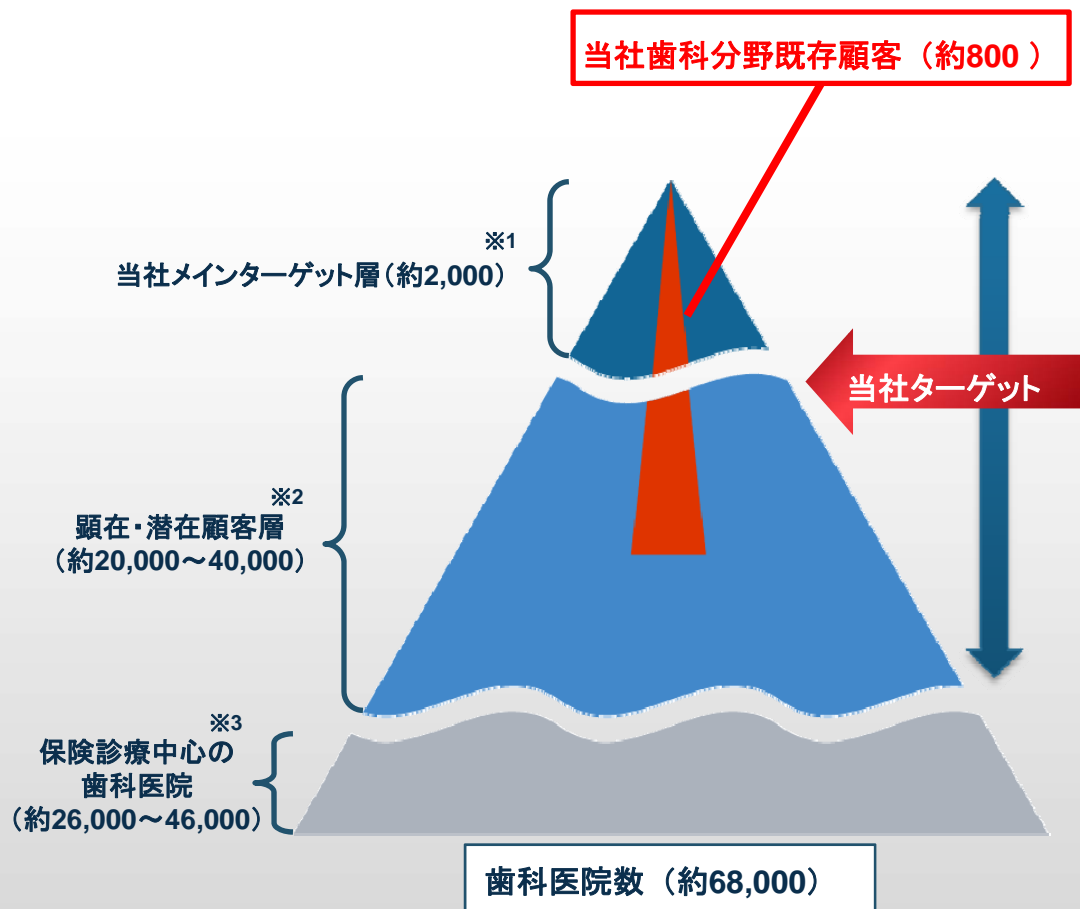 当社歯科分野既存顧客（約800 ）
※1
当社メインターゲット層（約2,000）
当社ターゲット
※2
顕在・潜在顧客層
（約20,000～40,000）
※3
保険診療中心の
歯科医院
（約26,000～46,000）
歯科医院数（約68,000）